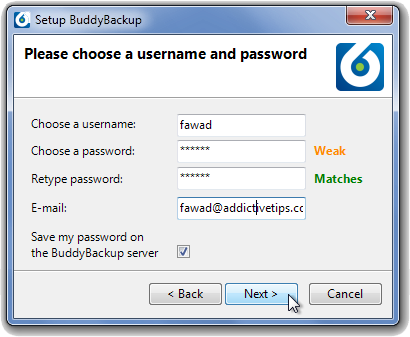 Setup BuddyBackup
Please choose a username and password
Choose a username: fawad
Choose a password: ****** Weak
Retype password: ****** Matches
E-mail: fawad@addictivetips.cc
Save my password on
the BuddyBackup server
< Back Next > Cancel